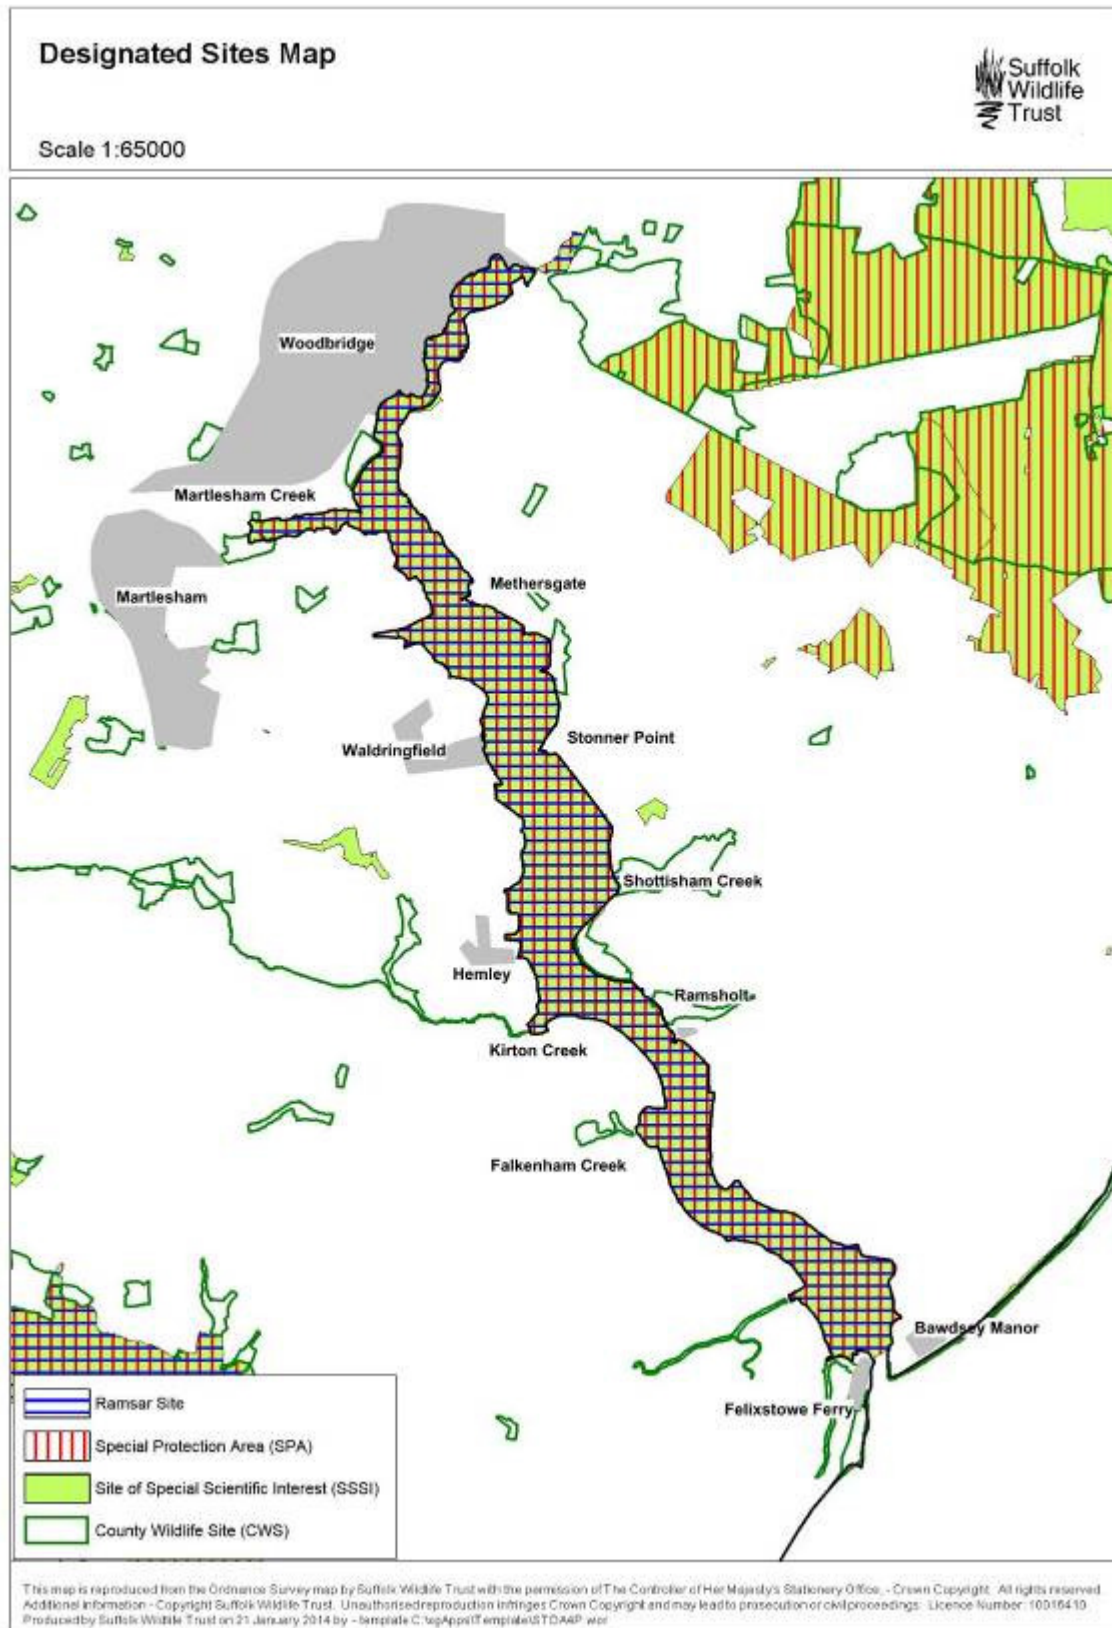 Designated Sites Map
Suffolk
Wildlife
Trust
Scale 1:65000
Woodbridge
Martlesham Creek
Methersgate
Martlesham
Stonner Point
Waldringfield
Shottisham Creek
Hemley
Ramsholt
Kirton Creek
Falkenham Creek
Bawdsey Manor
Felixstowe Ferry
Ramsar Site
Special Protection Area (SPA)
Site of Special Scientific Interest (SSSI)
County Wildlife Site (CWS)
This map is reproduced from the Ordnance Survey map by Suffolk Wildlife Trust with the permission of The Controller of Her Majesty's Stationery Office, - Crown Copyright. All rights reserved
Additional information - Copyright Suffolk Wildlife Trust. Unauthorised reproduction infringes Crown Copyright and may lead to prosecution or civil proceedings: Licence Number: 10016410
Produced by Suffolk Wildlife Trust on 21 January 2014 by - template